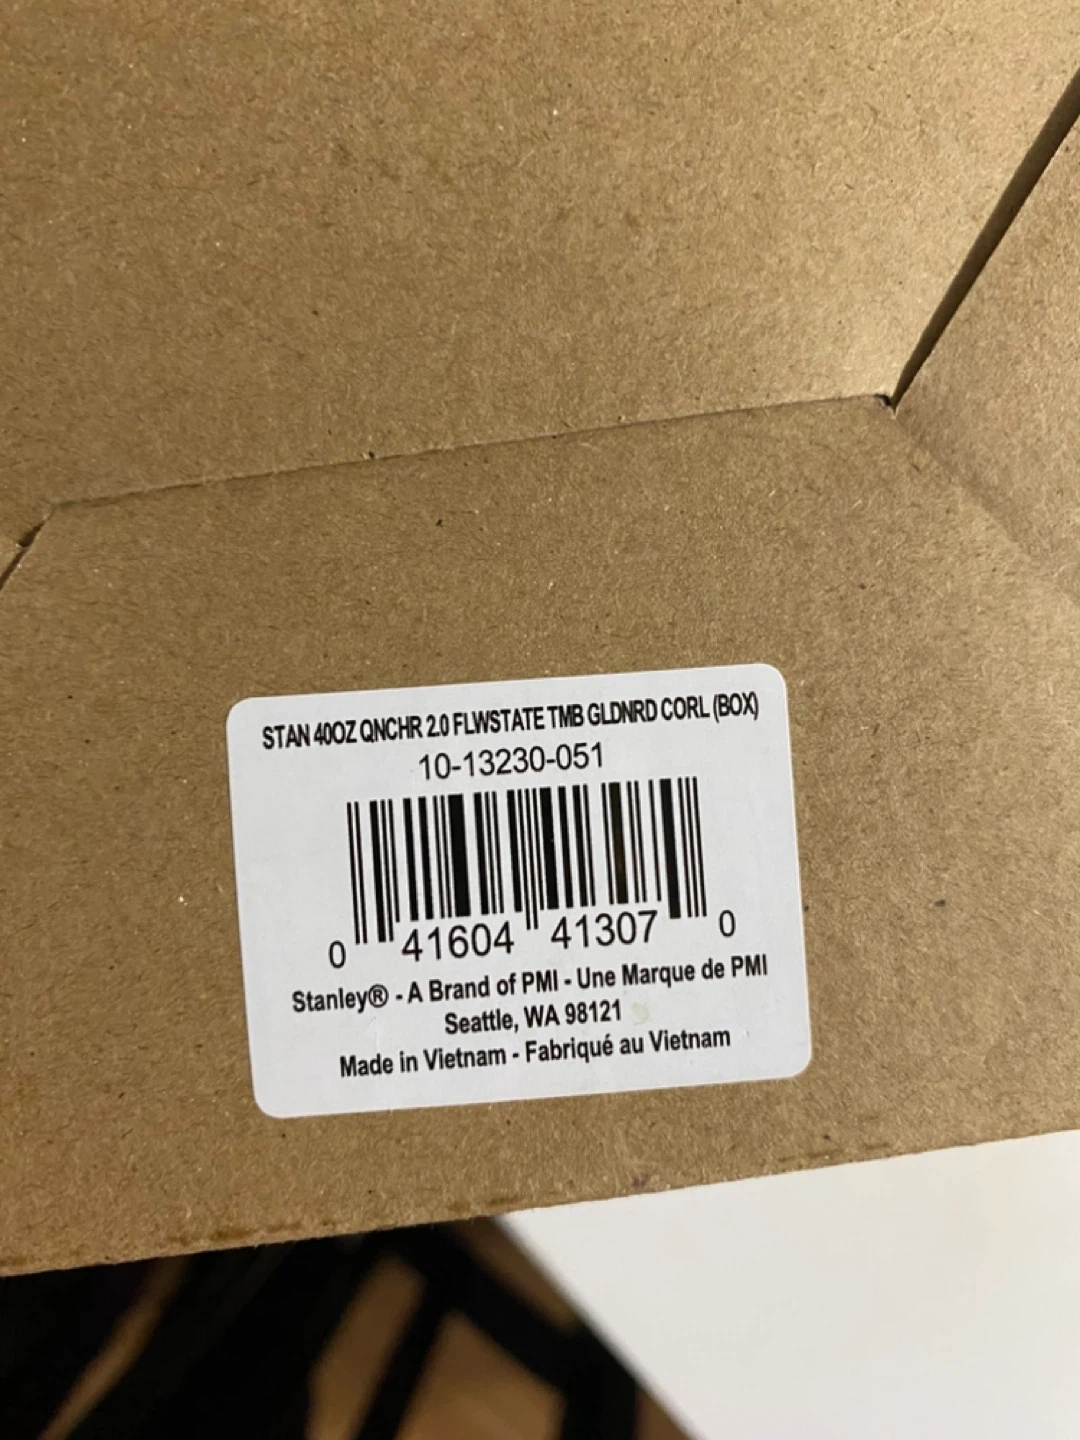 STAN 40OZ QNCHR 2.0 FLWSTATE TMB GLDNRD CORL (BOX)
10-13230-051
0 41604 41307 0
Stanley® - A Brand of PMI - Une Marque de PMI
Seattle, WA 98121
Made in Vietnam - Fabriqué au Vietnam